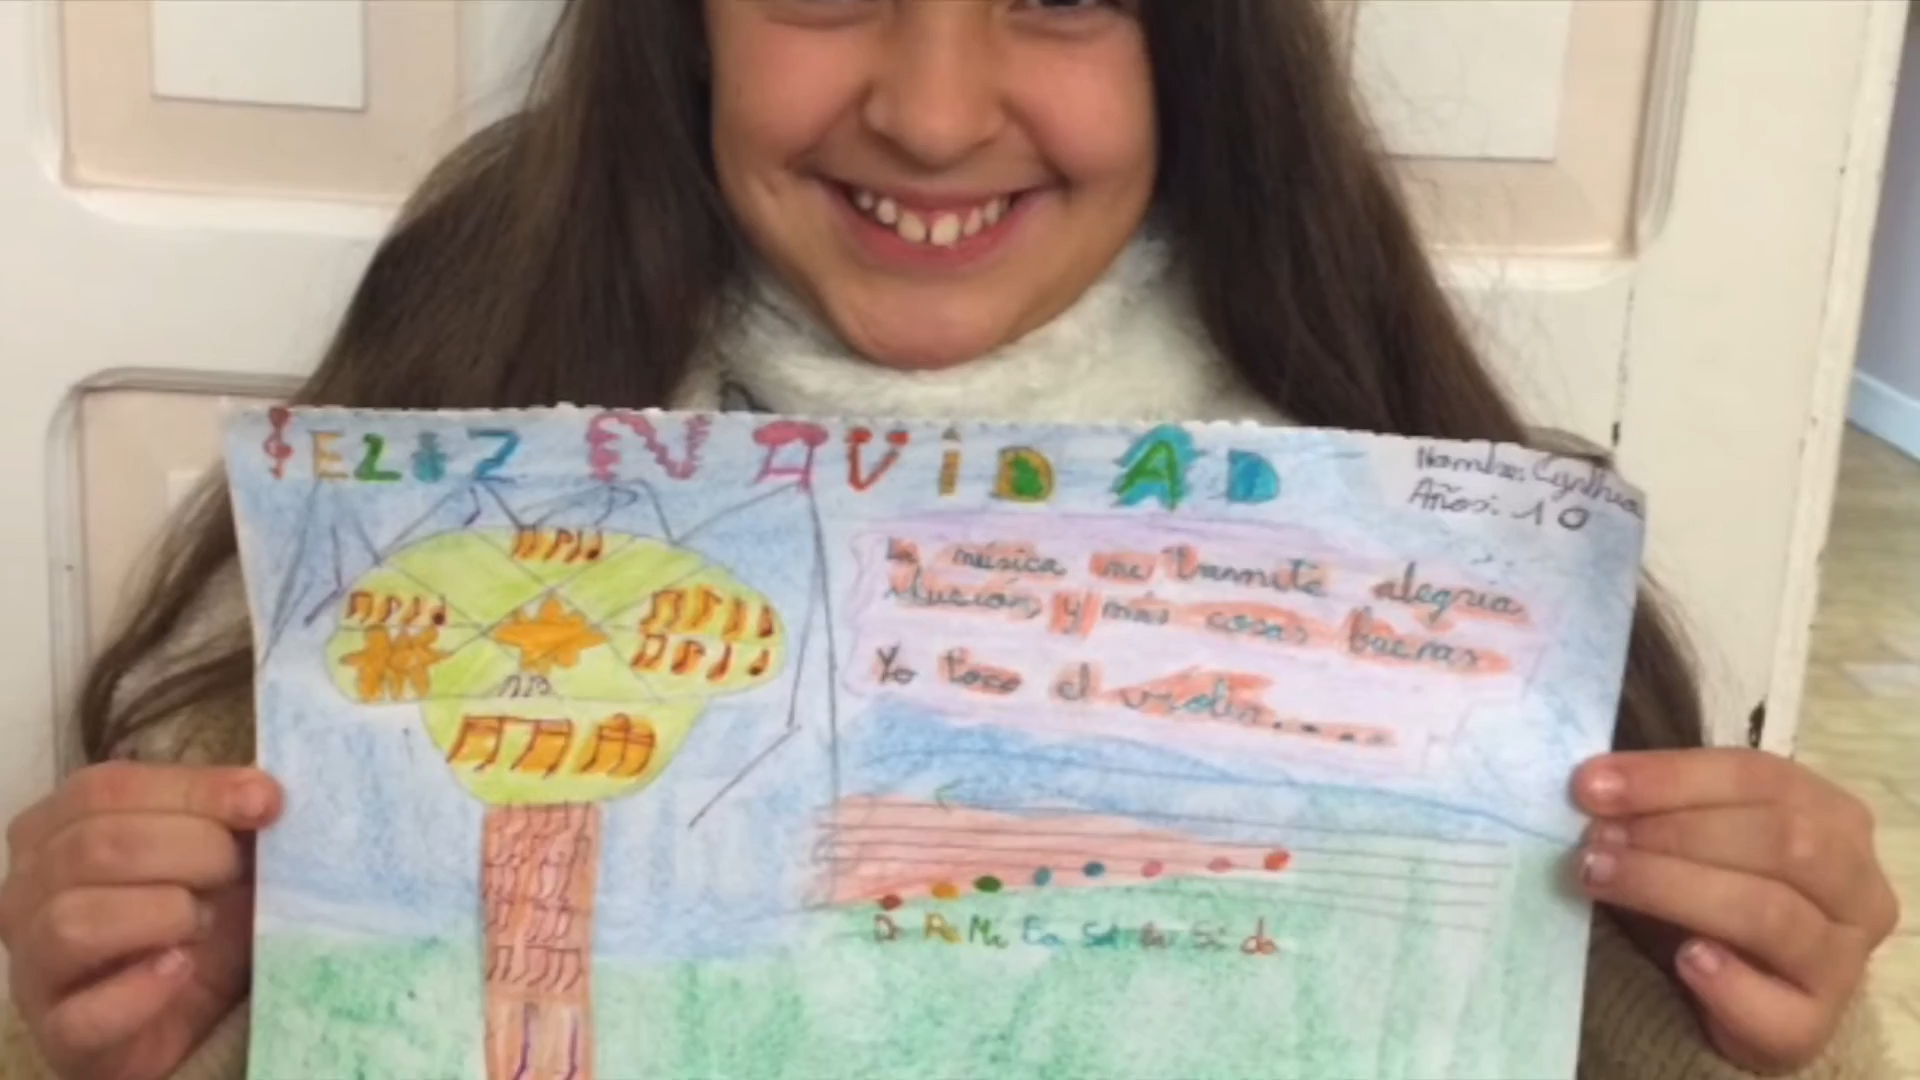 FELIZ NAVIDAD
Nombre: Cynthia
Años: 10
La música me transmite alegría
ilusión, y más cosas buenas
Yo toco el violín.....
Do Re Mi Fa Sol La Si do